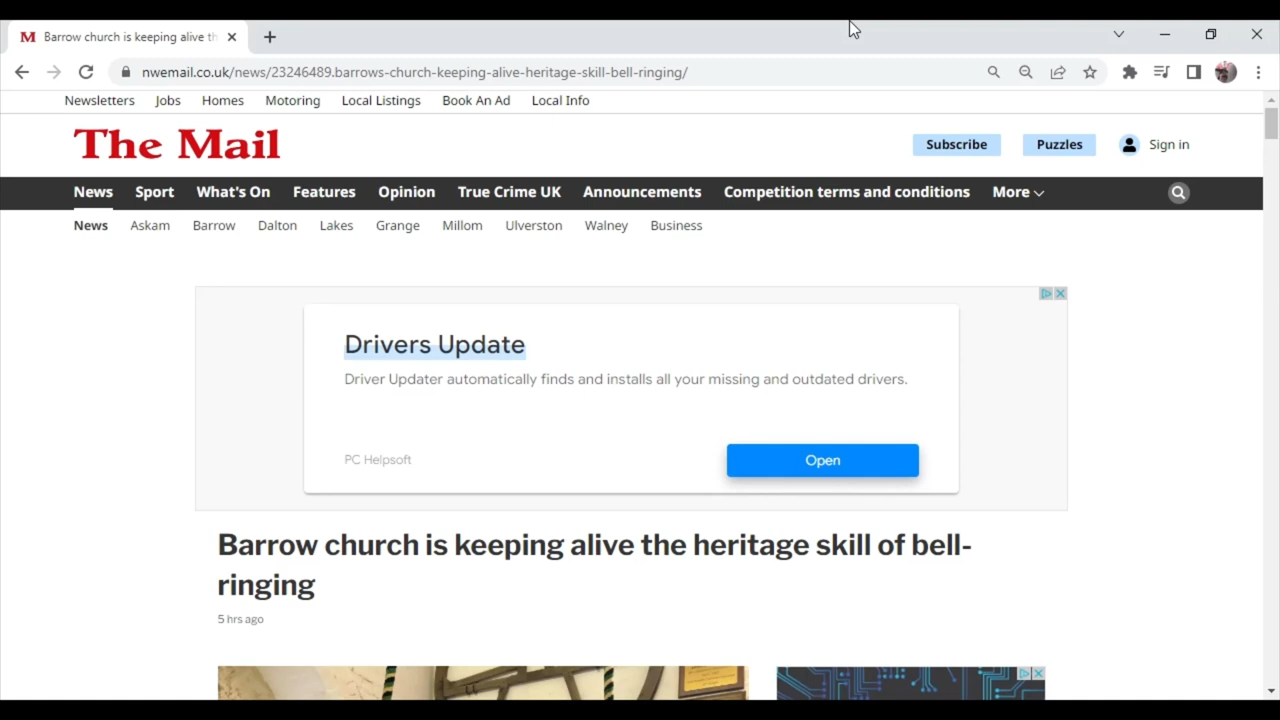 Barrow church is keeping alive th
nwemail.co.uk/news/23246489.barrows-church-keeping-alive-heritage-skill-bell-ringing/
Newsletters Jobs Homes Motoring Local Listings Book An Ad Local Info
The Mail
Subscribe Puzzles Sign in
News Sport What's On Features Opinion True Crime UK Announcements Competition terms and conditions More
News Askam Barrow Dalton Lakes Grange Millom Ulverston Walney Business
Drivers Update
Driver Updater automatically finds and installs all your missing and outdated drivers.
PC Helpsoft Open
Barrow church is keeping alive the heritage skill of bell-
ringing
5 hrs ago